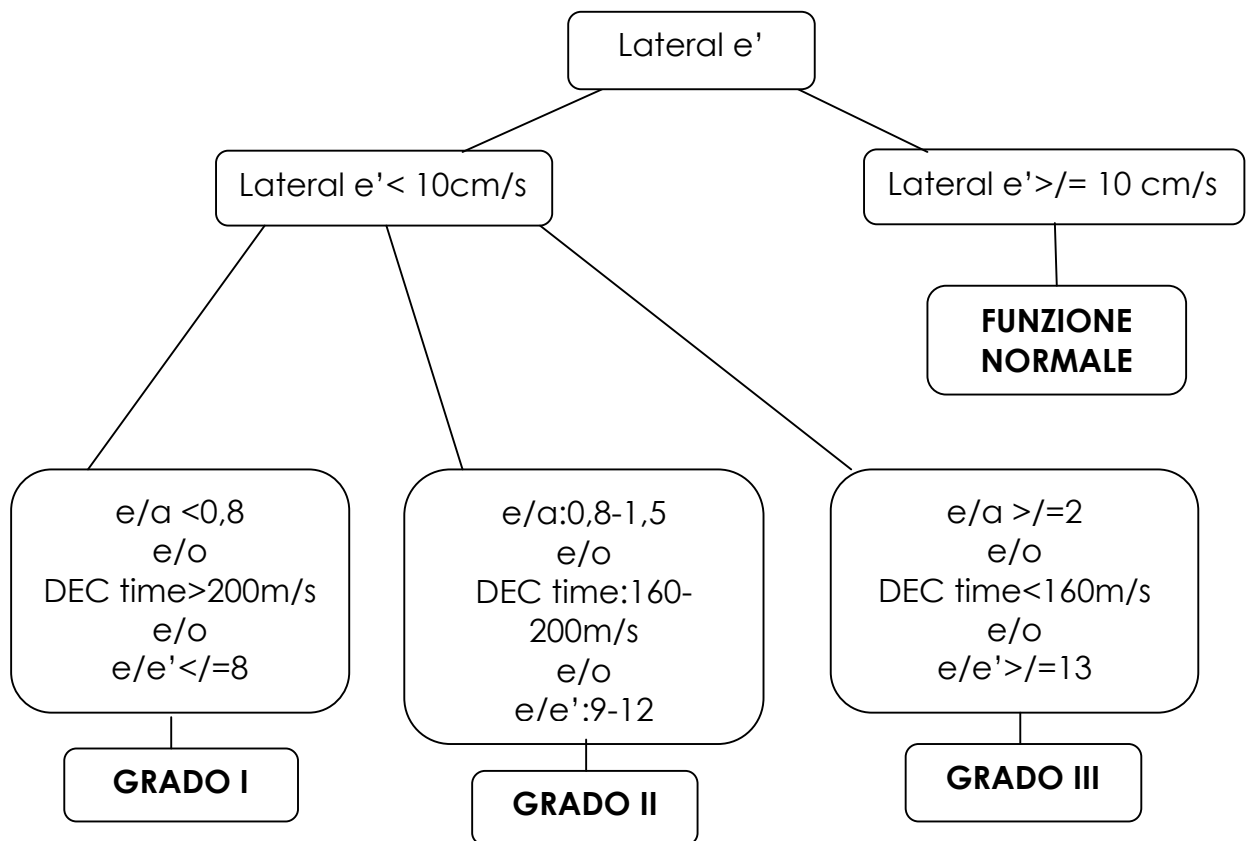 Lateral e’
Lateral e’< 10cm/s
Lateral e’>/= 10 cm/s
FUNZIONE
NORMALE
e/a <0,8
e/o
DEC time>200m/s
e/o
e/e’</=8
e/a:0,8-1,5
e/o
DEC time:160-
200m/s
e/o
e/e’:9-12
e/a >/=2
e/o
DEC time<160m/s
e/o
e/e’>/=13
GRADO I
GRADO II
GRADO III